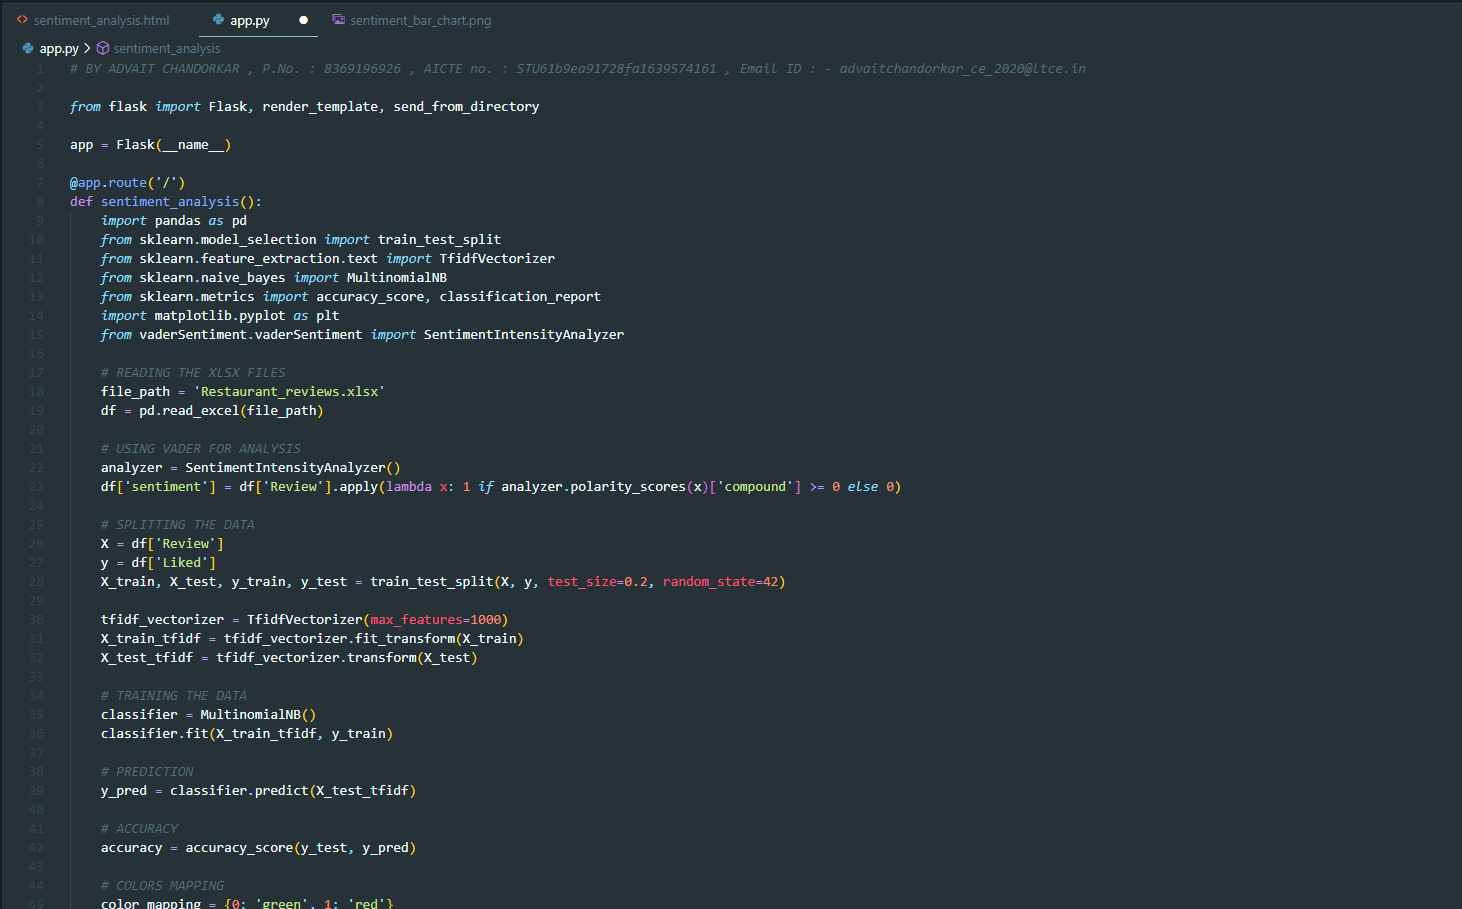 sentiment_analysis.html app.py sentiment_bar_chart.png
app.py > sentiment_analysis
1 # BY ADVAIT CHANDORKAR , P.No. : 8369196926 , AICTE no. : STU61b9ea91728fa1639574161 , Email ID : - advaitchandorkar_ce_2020@ltce.in
2
3 from flask import Flask, render_template, send_from_directory
4
5 app = Flask(__name__)
6
7 @app.route('/')
8 def sentiment_analysis():
9     import pandas as pd
10     from sklearn.model_selection import train_test_split
11     from sklearn.feature_extraction.text import TfidfVectorizer
12     from sklearn.naive_bayes import MultinomialNB
13     from sklearn.metrics import accuracy_score, classification_report
14     import matplotlib.pyplot as plt
15     from vaderSentiment.vaderSentiment import SentimentIntensityAnalyzer
16
17     # READING THE XLSX FILES
18     file_path = 'Restaurant_reviews.xlsx'
19     df = pd.read_excel(file_path)
20
21     # USING VADER FOR ANALYSIS
22     analyzer = SentimentIntensityAnalyzer()
23     df['sentiment'] = df['Review'].apply(lambda x: 1 if analyzer.polarity_scores(x)['compound'] >= 0 else 0)
24
25     # SPLITTING THE DATA
26     X = df['Review']
27     y = df['Liked']
28     X_train, X_test, y_train, y_test = train_test_split(X, y, test_size=0.2, random_state=42)
29
30     tfidf_vectorizer = TfidfVectorizer(max_features=1000)
31     X_train_tfidf = tfidf_vectorizer.fit_transform(X_train)
32     X_test_tfidf = tfidf_vectorizer.transform(X_test)
33
34     # TRAINING THE DATA
35     classifier = MultinomialNB()
36     classifier.fit(X_train_tfidf, y_train)
37
38     # PREDICTION
39     y_pred = classifier.predict(X_test_tfidf)
40
41     # ACCURACY
42     accuracy = accuracy_score(y_test, y_pred)
43
44     # COLORS MAPPING
45     color_mapping = {0: 'green', 1: 'red'}